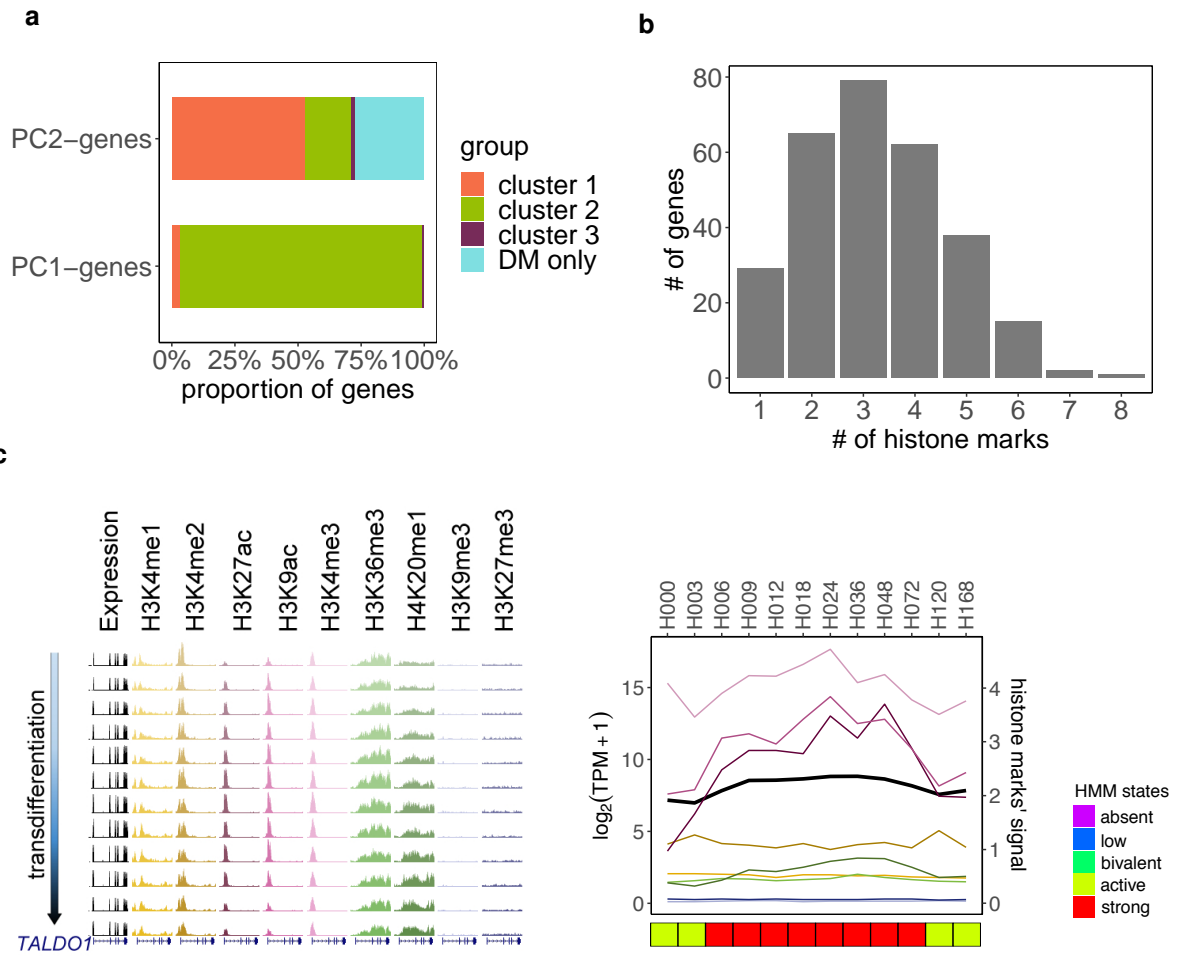 a
PC2−genes
PC1−genes
0% 25% 50% 75% 100%
proportion of genes
group
cluster 1
cluster 2
cluster 3
DM only
b
# of genes
80
60
40
20
0
1 2 3 4 5 6 7 8
# of histone marks
c
Expression
H3K4me1
H3K4me2
H3K27ac
H3K9ac
H3K4me3
H3K36me3
H4K20me1
H3K9me3
H3K27me3
transdifferentiation
TALDO1
H000
H003
H006
H009
H012
H018
H024
H036
H048
H072
H120
H168
log2(TPM + 1)
15
10
5
0
4
3
2
1
0
histone marks' signal
HMM states
absent
low
bivalent
active
strong